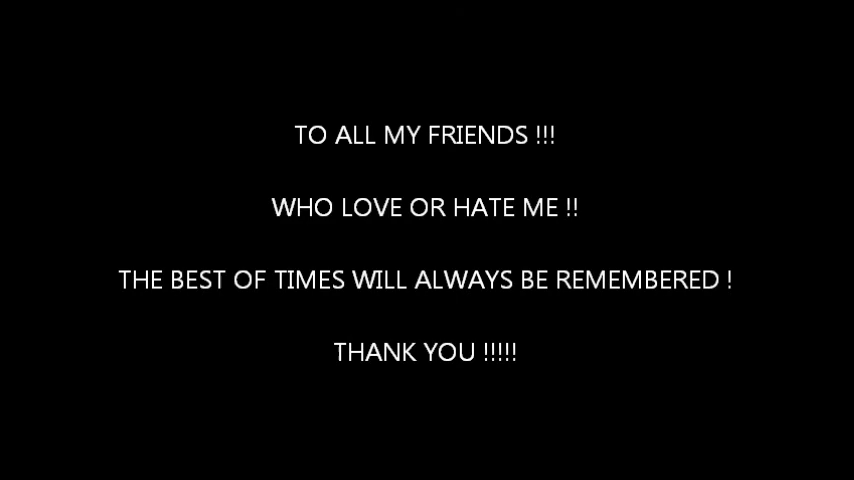 TO ALL MY FRIENDS !!!
WHO LOVE OR HATE ME !!
THE BEST OF TIMES WILL ALWAYS BE REMEMBERED !
THANK YOU !!!!!